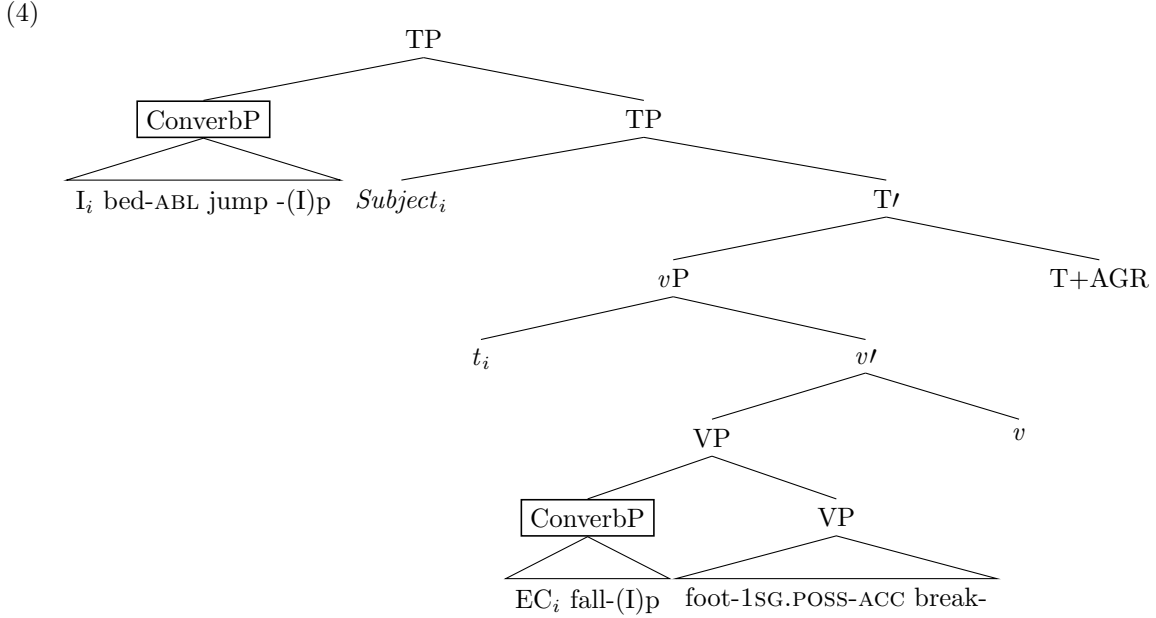 (4)
TP
ConverbP TP
Iᵢ bed-ABL jump -(I)p Subjectᵢ T′
vP T+AGR
tᵢ v′
VP v
ConverbP VP
ECᵢ fall-(I)p foot-1SG.POSS-ACC break-